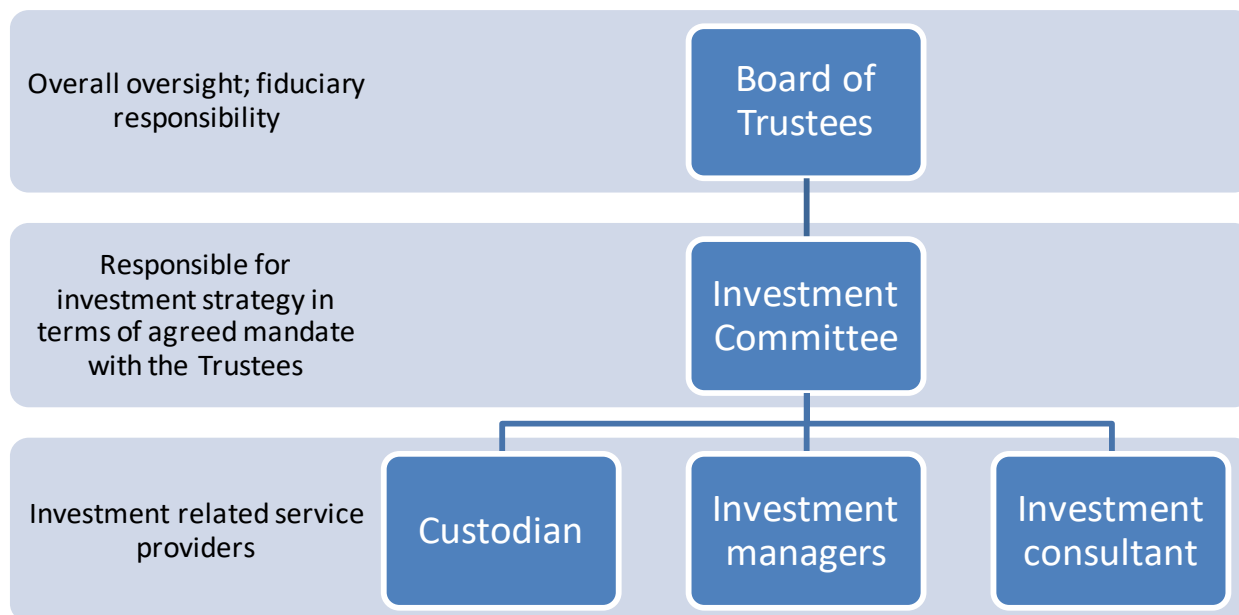 Overall oversight; fiduciary
responsibility
Board of
Trustees
Responsible for
investment strategy in
terms of agreed mandate
with the Trustees
Investment
Committee
Investment related service
providers
Custodian
Investment
managers
Investment
consultant